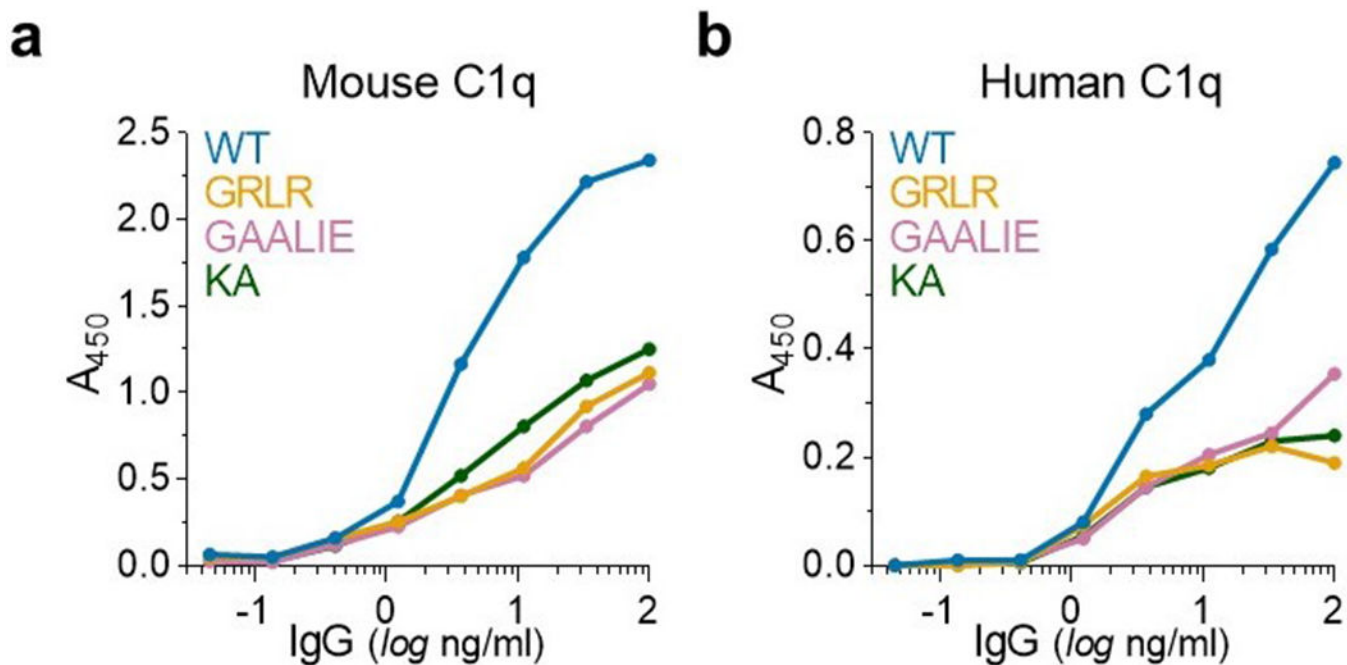 a
Mouse C1q
WT
GRLR
GAALIE
KA
2.5
2.0
1.5
1.0
0.5
0.0
A450
-1 0 1 2
IgG (log ng/ml)
b
Human C1q
WT
GRLR
GAALIE
KA
0.8
0.6
0.4
0.2
0.0
A450
-1 0 1 2
IgG (log ng/ml)